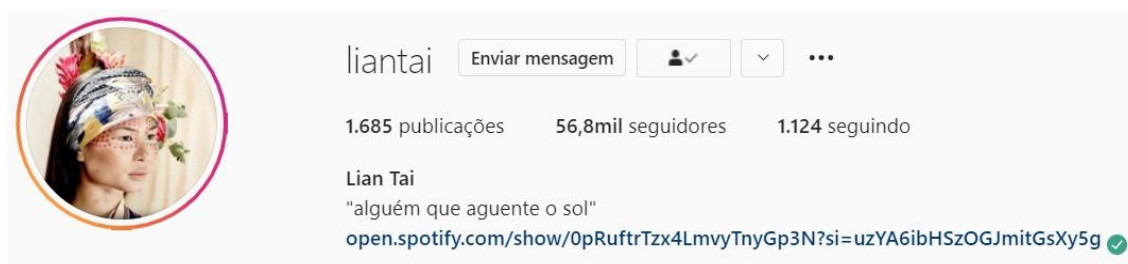 liantai Enviar mensagem
1.685 publicações 56,8mil seguidores 1.124 seguindo
Lian Tai
"alguém que aguente o sol"
open.spotify.com/show/0pRuftrTzx4LmvyTnyGp3N?si=uzYA6ibHSzOGJmitGsXy5g